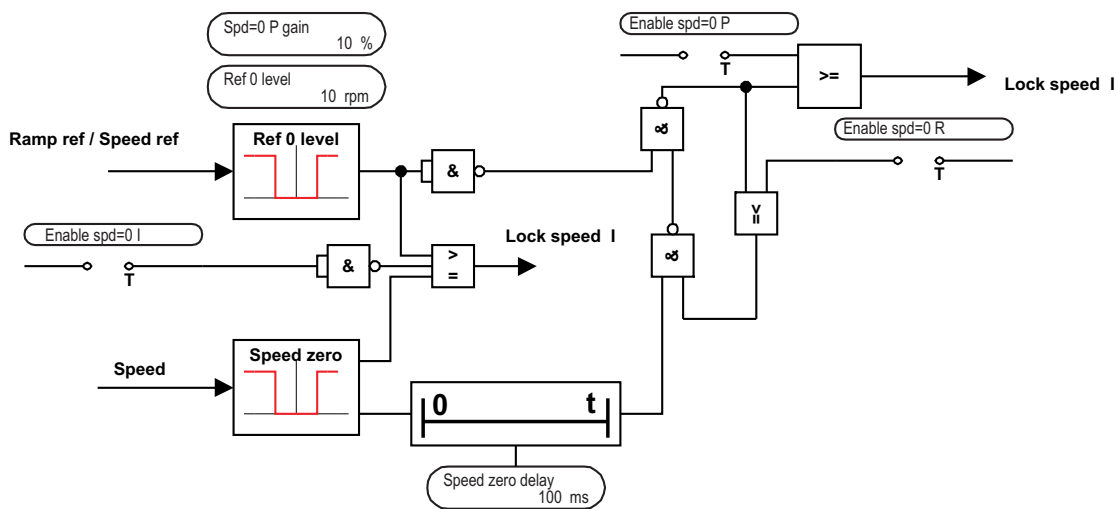 Spd=0 P gain
10 %
Ref 0 level
10 rpm
Enable spd=0 P
T
>=
Lock speed I
Ramp ref / Speed ref
Ref 0 level
&
&
Enable spd=0 R
T
>=
Enable spd=0 I
T
&
>
=
Lock speed I
&
Speed
Speed zero
0 t
Speed zero delay
100 ms